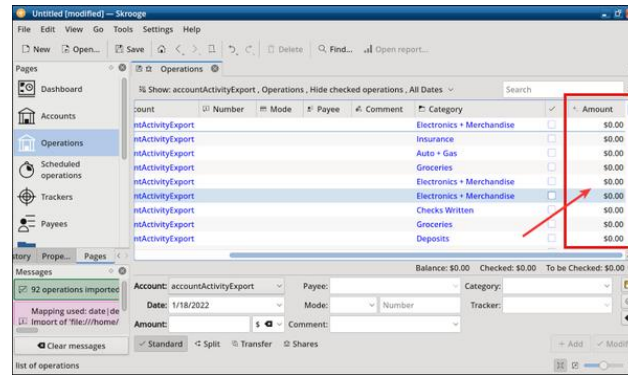 Untitled [modified] — Skrooge
File Edit View Go Tools Settings Help
New Open... Save Delete Find... Open report...
Pages
Operations
Dashboard
Accounts
Operations
Scheduled
operations
Trackers
Payees
Show: accountActivityExport , Operations , Hide checked operations , All Dates
Search
count Number Mode Payee Comment Category Amount
ntActivityExport Electronics + Merchandise $0.00
ntActivityExport Insurance $0.00
ntActivityExport Auto + Gas $0.00
ntActivityExport Groceries $0.00
ntActivityExport Electronics + Merchandise $0.00
ntActivityExport Electronics + Merchandise $0.00
ntActivityExport Checks Written $0.00
ntActivityExport Groceries $0.00
ntActivityExport Deposits $0.00
Balance: $0.00 Checked: $0.00 To be Checked: $0.00
tory Prope... Pages
Messages
92 operations imported
Mapping used: date|de
Import of 'file:///home/
Clear messages
Account: accountActivityExport Payee: Category:
Date: 1/18/2022 Mode: Number Tracker:
Amount: $ Comment:
Standard Split Transfer Shares + Add Modif
list of operations